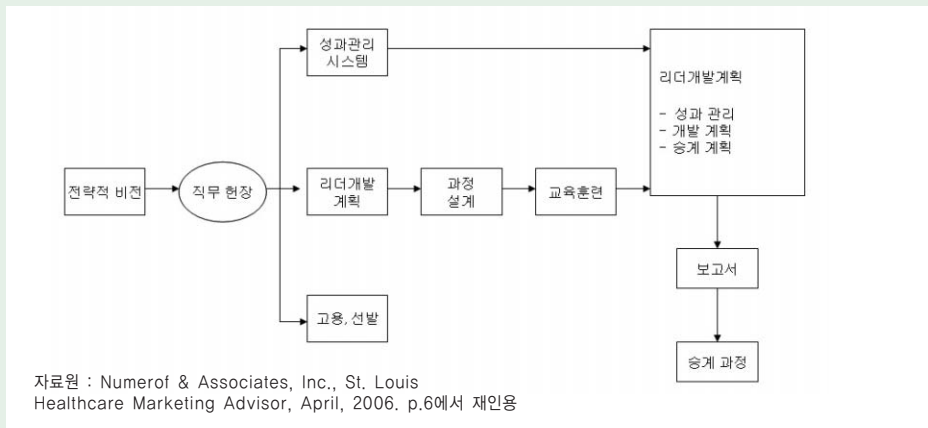 성과관리
시스템
리더개발계획
- 성과 관리
- 개발 계획
- 승계 계획
전략적 비전
직무 헌장
리더개발
계획
과정
설계
교육훈련
보고서
고용, 선발
승계 과정
자료원 : Numerof & Associates, Inc., St. Louis
Healthcare Marketing Advisor, April, 2006. p.6에서 재인용